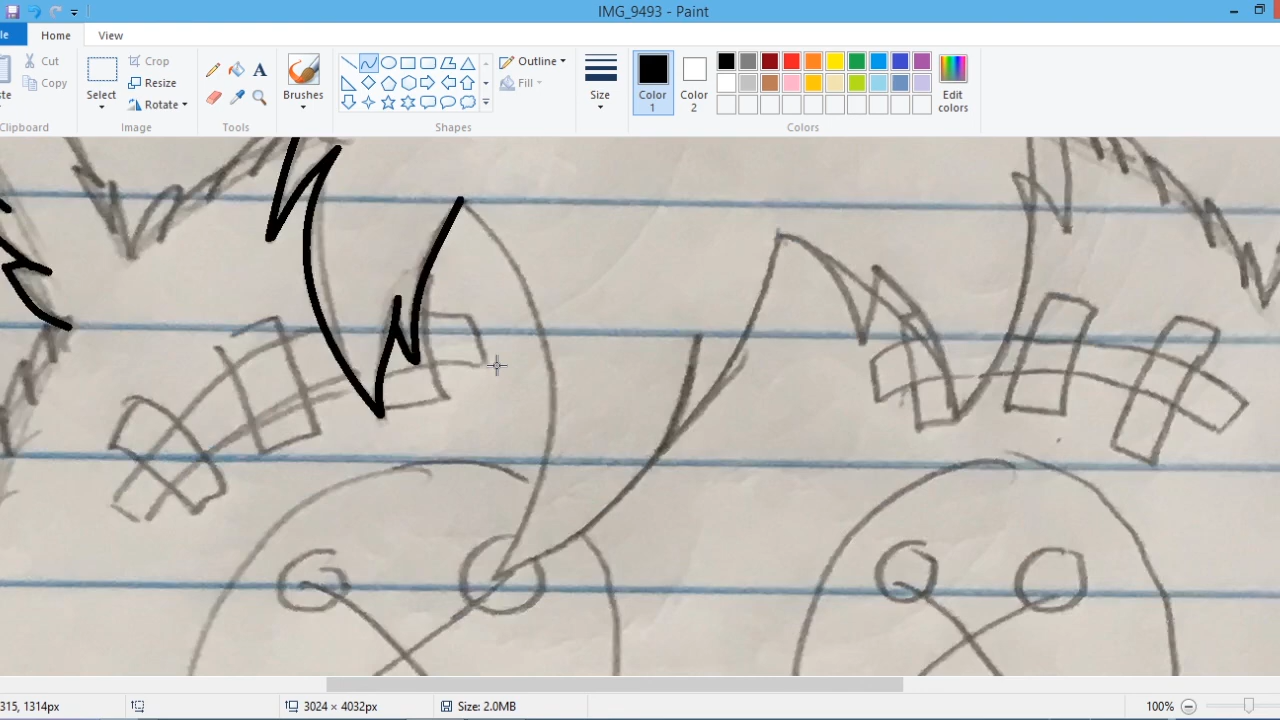 IMG_9493 - Paint
Home View
Cut
Copy
Select
Crop
Resize
Rotate
Brushes
Outline
Fill
Size
Color 1
Color 2
Edit colors
Clipboard Image Tools Shapes Colors
315, 1314px 3024 × 4032px Size: 2.0MB 100%